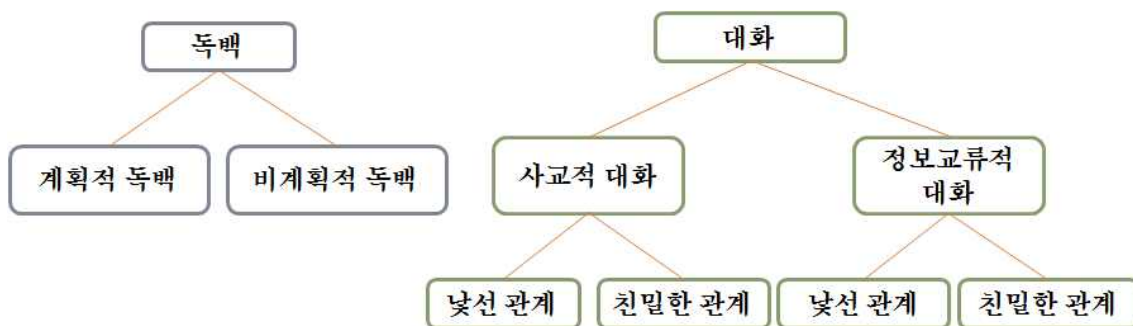 독백
대화
계획적 독백
비계획적 독백
사교적 대화
정보교류적
대화
낯선 관계
친밀한 관계
낯선 관계
친밀한 관계